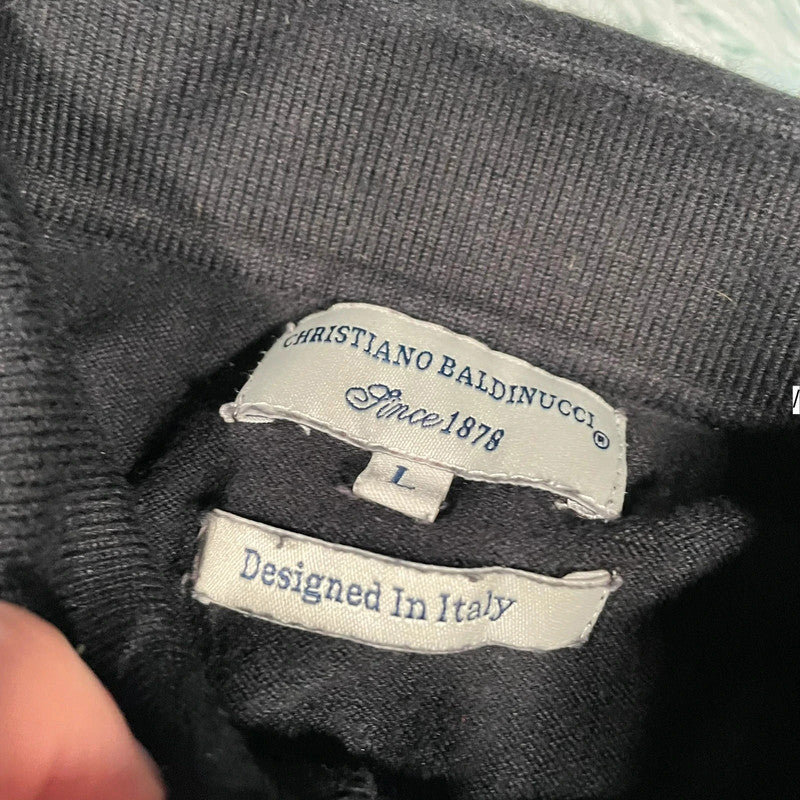 CHRISTIANO BALDINUCCI®
Since 1878
L
Designed In Italy